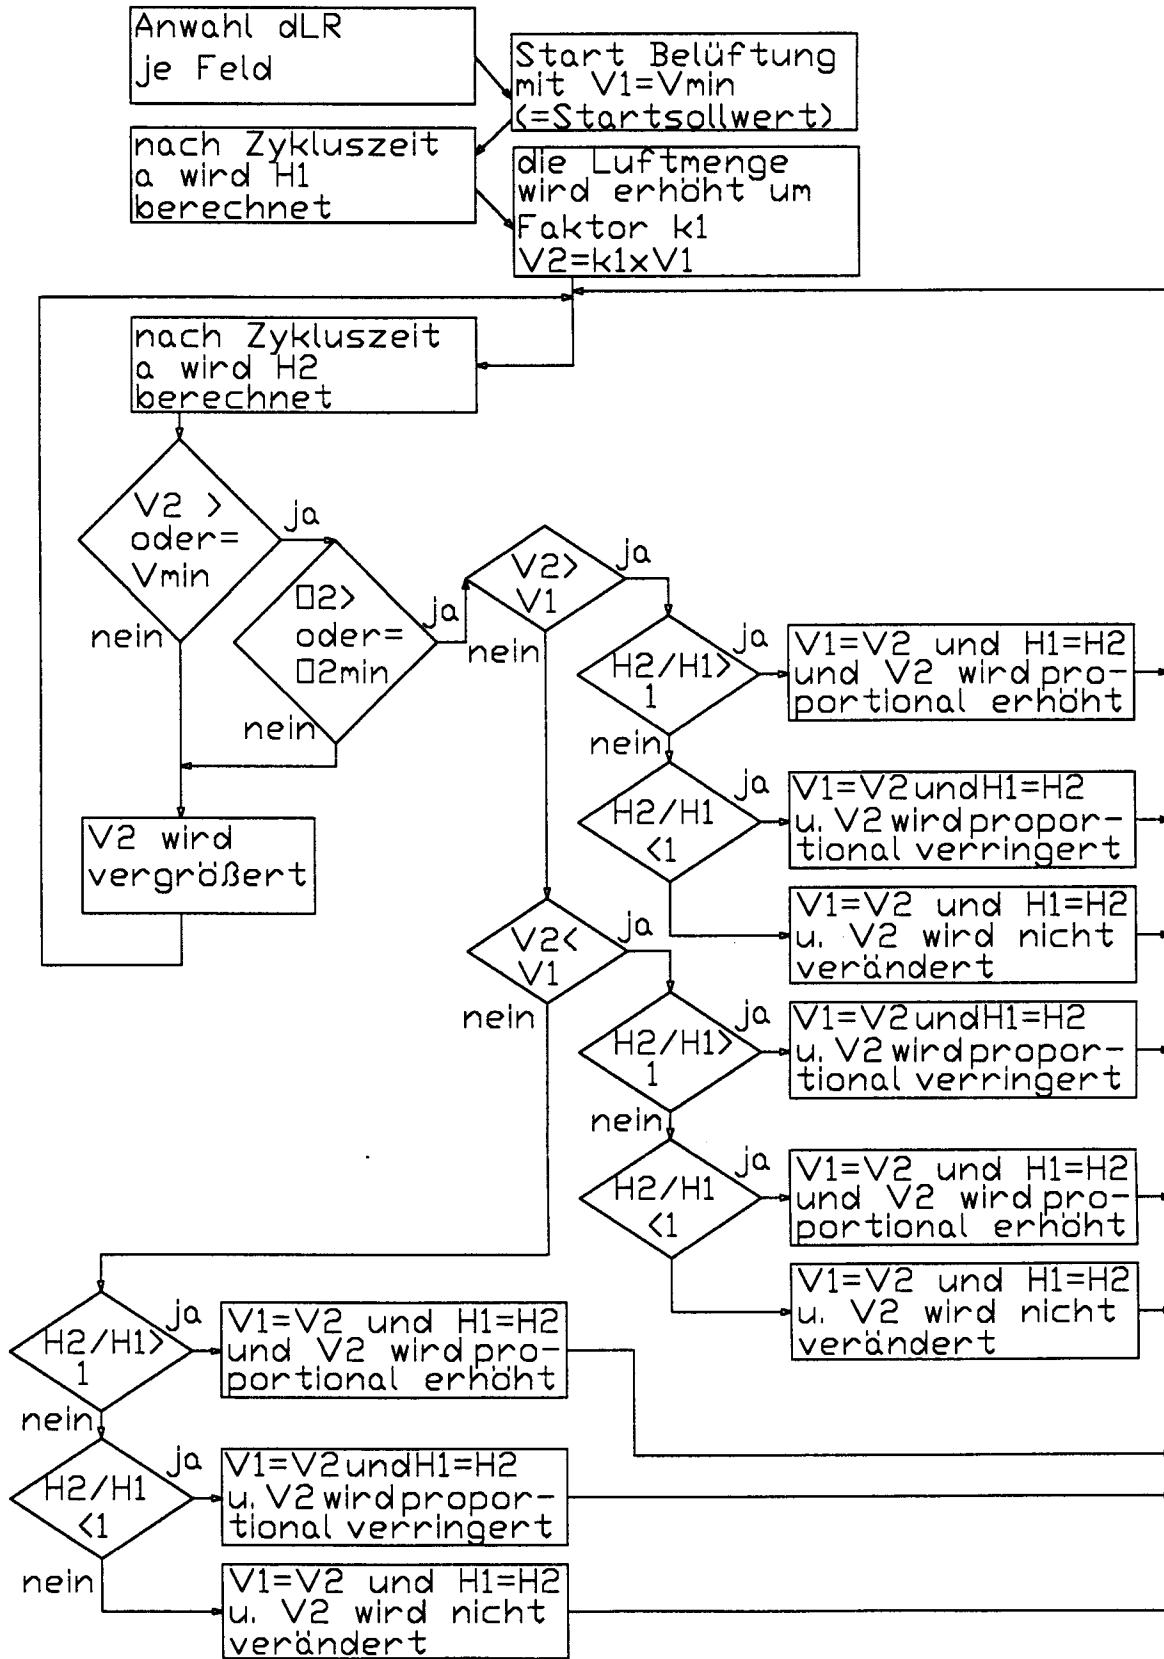 Anwahl dLR
je Feld
Start Belüftung
mit V1=Vmin
(=Startsollwert)
nach Zykluszeit
a wird H1
berechnet
die Luftmenge
wird erhöht um
Faktor k1
V2=k1xV1
nach Zykluszeit
a wird H2
berechnet
V2 >
oder=
Vmin
ja
nein
□2>
oder=
□2min
ja
nein
V2 wird
vergrößert
V2>
V1
ja
nein
H2/H1>
1
ja
nein
V1=V2 und H1=H2
und V2 wird pro-
portional erhöht
H2/H1
<1
ja
V1=V2 und H1=H2
u. V2 wird propor-
tional verringert
V1=V2 und H1=H2
u. V2 wird nicht
verändert
V2<
V1
ja
nein
H2/H1>
1
ja
nein
V1=V2 und H1=H2
u. V2 wird propor-
tional verringert
H2/H1
<1
ja
V1=V2 und H1=H2
und V2 wird pro-
portional erhöht
V1=V2 und H1=H2
u. V2 wird nicht
verändert
H2/H1>
1
ja
nein
V1=V2 und H1=H2
und V2 wird pro-
portional erhöht
H2/H1
<1
ja
nein
V1=V2 und H1=H2
u. V2 wird propor-
tional verringert
V1=V2 und H1=H2
u. V2 wird nicht
verändert